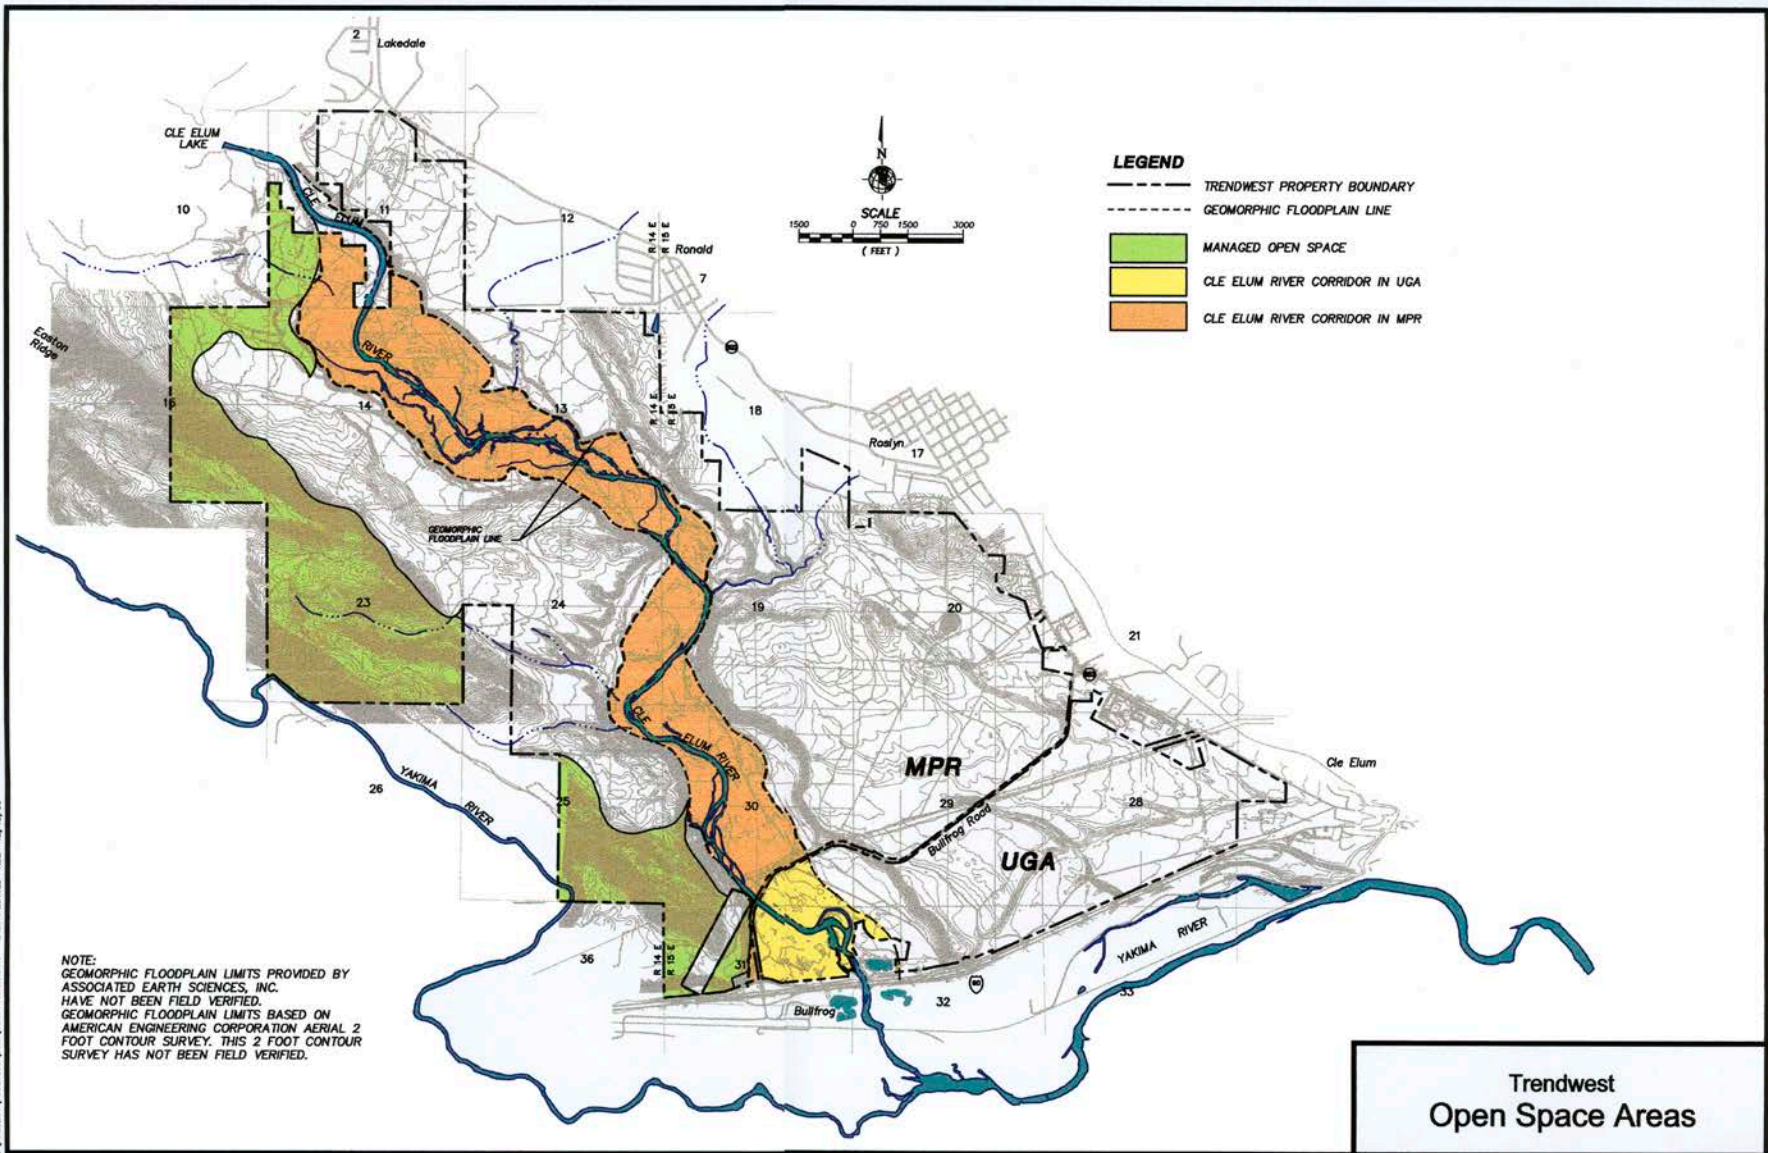 2
Lakedale
CLE ELUM
LAKE
CLE ELUM
RIVER
10
11
12
R 14 E
R 15 E
Ronald
7
N
SCALE
1500 0 750 1500 3000
( FEET )
LEGEND
TRENDWEST PROPERTY BOUNDARY
GEOMORPHIC FLOODPLAIN LINE
MANAGED OPEN SPACE
CLE ELUM RIVER CORRIDOR IN UGA
CLE ELUM RIVER CORRIDOR IN MPR
Easton
Ridge
15
14
13
R 14 E
R 15 E
18
Roslyn
17
GEOMORPHIC
FLOODPLAIN LINE
23
24
19
20
21
CLE ELUM RIVER
MPR
Cle Elum
26
YAKIMA RIVER
25
30
29
28
Bullfrog Road
UGA
36
R 14 E
R 15 E
31
32
33
YAKIMA RIVER
Bullfrog
NOTE:
GEOMORPHIC FLOODPLAIN LIMITS PROVIDED BY
ASSOCIATED EARTH SCIENCES, INC.
HAVE NOT BEEN FIELD VERIFIED.
GEOMORPHIC FLOODPLAIN LIMITS BASED ON
AMERICAN ENGINEERING CORPORATION AERIAL 2
FOOT CONTOUR SURVEY. THIS 2 FOOT CONTOUR
SURVEY HAS NOT BEEN FIELD VERIFIED.
Trendwest
Open Space Areas